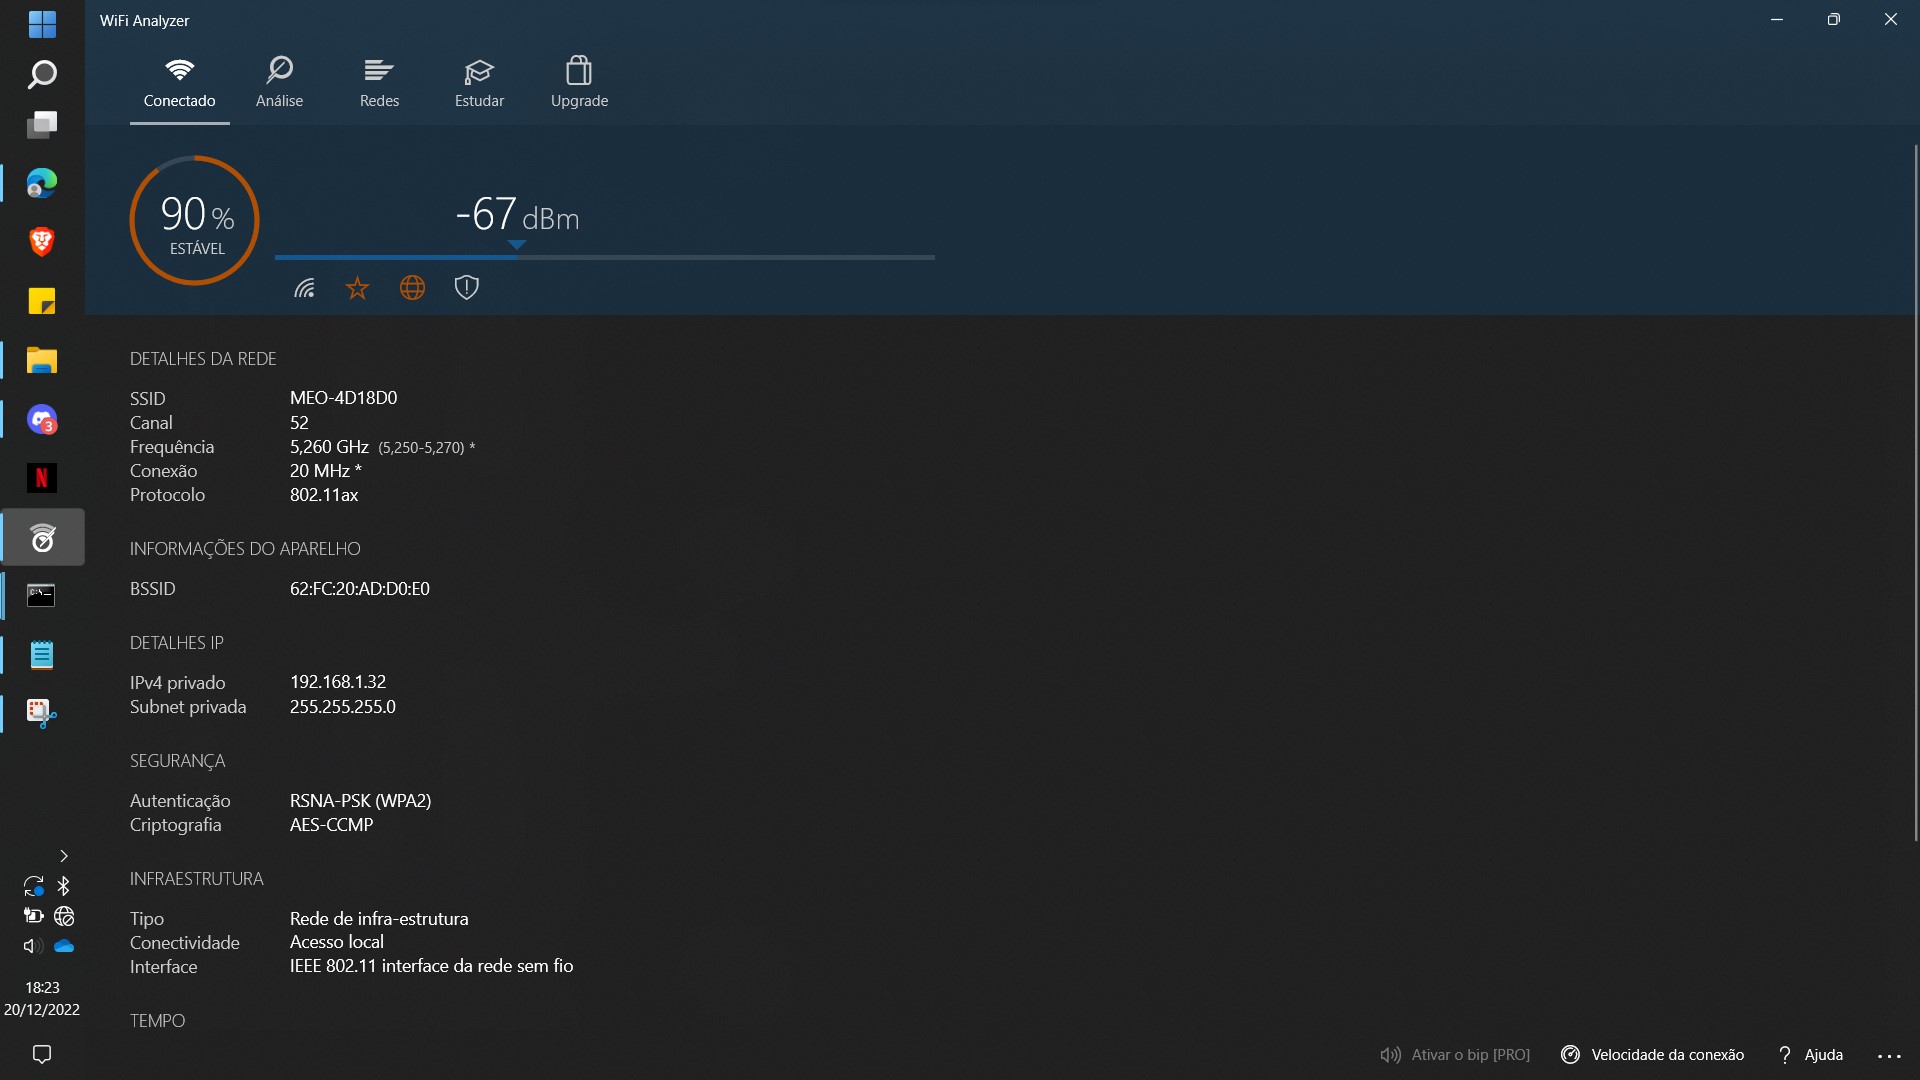 WiFi Analyzer
Conectado
Análise
Redes
Estudar
Upgrade
90 %
ESTÁVEL
-67 dBm
DETALHES DA REDE
SSID MEO-4D18D0
Canal 52
Frequência 5,260 GHz (5,250-5,270) *
Conexão 20 MHz *
Protocolo 802.11ax
INFORMAÇÕES DO APARELHO
BSSID 62:FC:20:AD:D0:E0
DETALHES IP
IPv4 privado 192.168.1.32
Subnet privada 255.255.255.0
SEGURANÇA
Autenticação RSNA-PSK (WPA2)
Criptografia AES-CCMP
INFRAESTRUTURA
Tipo Rede de infra-estrutura
Conectividade Acesso local
Interface IEEE 802.11 interface da rede sem fio
TEMPO
Ativar o bip [PRO]
Velocidade da conexão
? Ajuda
...
3
N
C:\_
18:23
20/12/2022